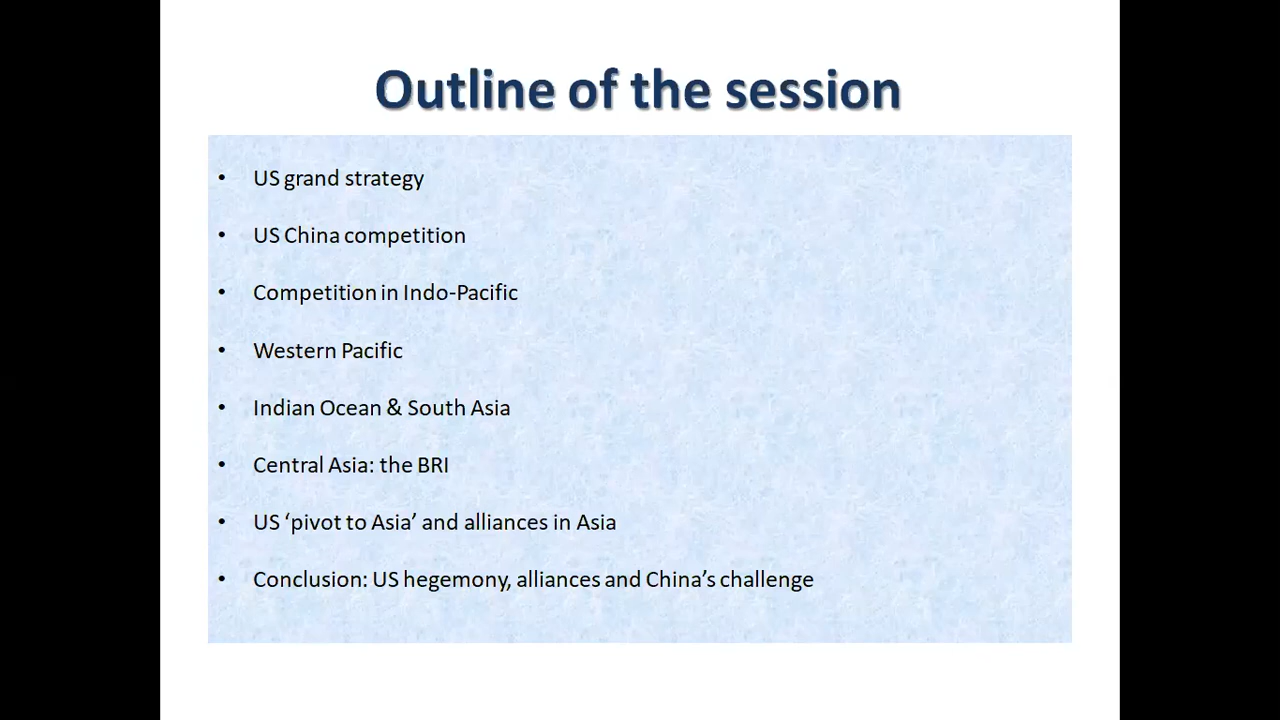 Outline of the session
• US grand strategy
• US China competition
• Competition in Indo-Pacific
• Western Pacific
• Indian Ocean & South Asia
• Central Asia: the BRI
• US ‘pivot to Asia’ and alliances in Asia
• Conclusion: US hegemony, alliances and China’s challenge